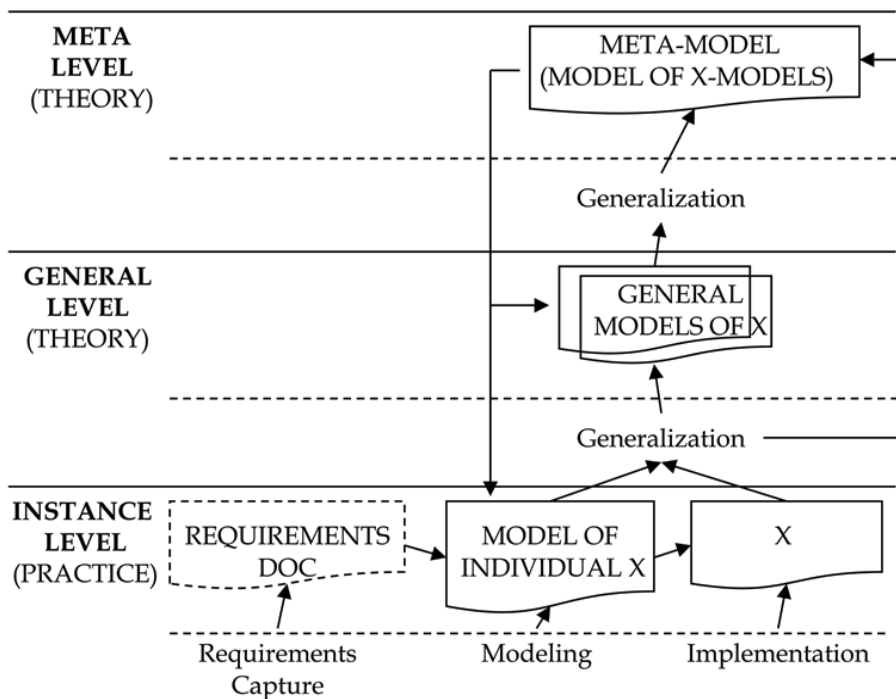 META
LEVEL
(THEORY)
META-MODEL
(MODEL OF X-MODELS)
Generalization
GENERAL
LEVEL
(THEORY)
GENERAL
MODELS OF X
Generalization
INSTANCE
LEVEL
(PRACTICE)
REQUIREMENTS
DOC
MODEL OF
INDIVIDUAL X
X
Requirements
Capture
Modeling
Implementation